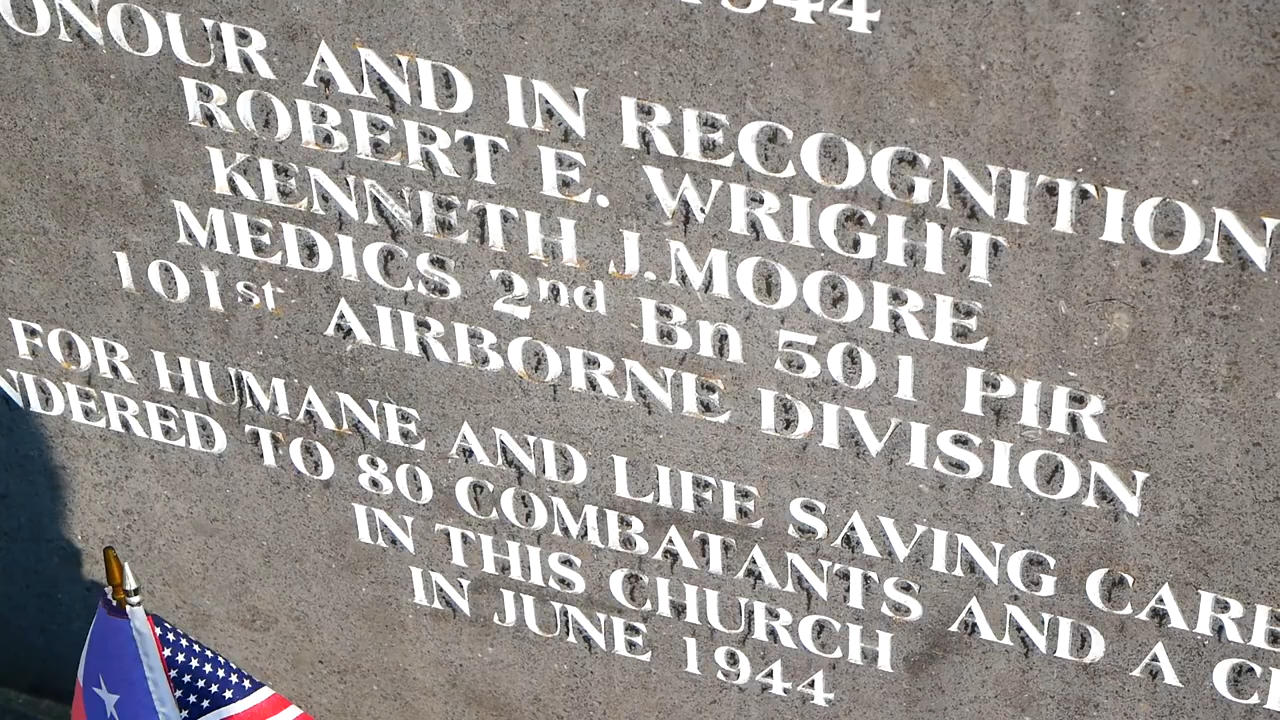 1944
HONOUR AND IN RECOGNITION
ROBERT E. WRIGHT
KENNETH J.MOORE
MEDICS 2nd Bn 501 PIR
101st AIRBORNE DIVISION
FOR HUMANE AND LIFE SAVING CARE
NDERED TO 80 COMBATANTS AND A C
IN THIS CHURCH
IN JUNE 1944